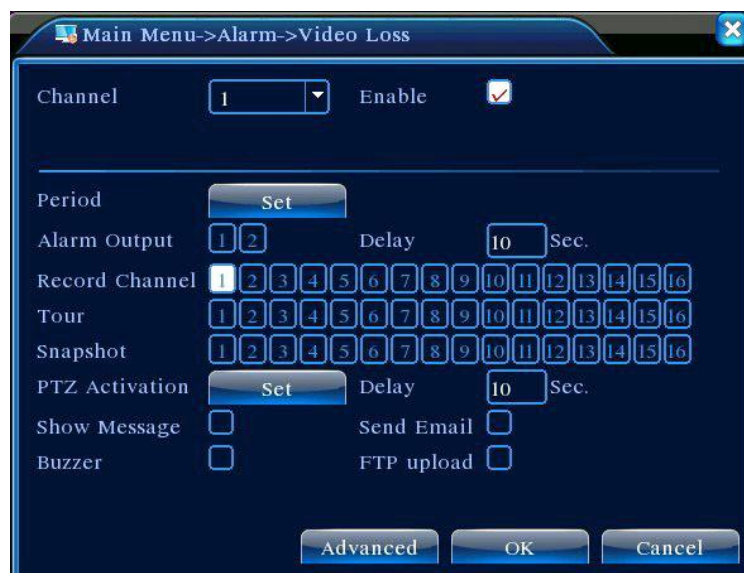 Main Menu->Alarm->Video Loss
Channel 1 Enable
Period Set
Alarm Output 1 2 Delay 10 Sec.
Record Channel 1 2 3 4 5 6 7 8 9 10 11 12 13 14 15 16
Tour 1 2 3 4 5 6 7 8 9 10 11 12 13 14 15 16
Snapshot 1 2 3 4 5 6 7 8 9 10 11 12 13 14 15 16
PTZ Activation Set Delay 10 Sec.
Show Message Send Email
Buzzer FTP upload
Advanced OK Cancel